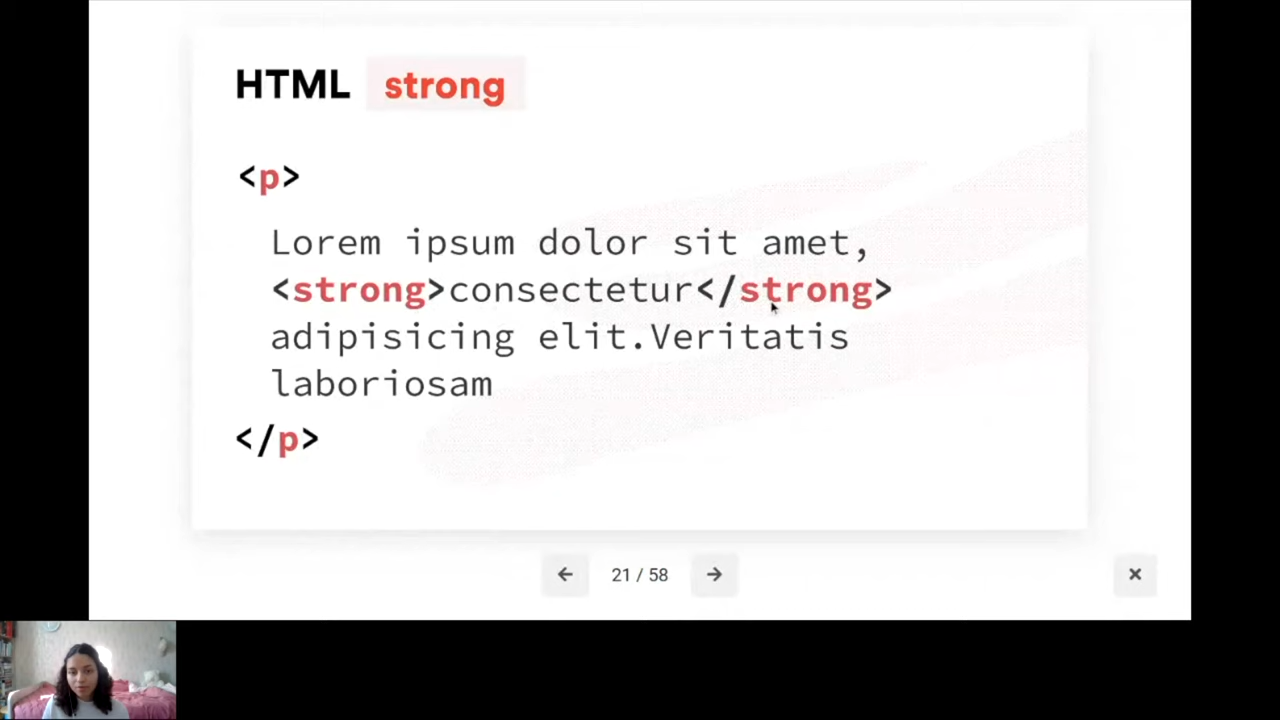 HTML strong
<p>
Lorem ipsum dolor sit amet,
<strong>consectetur</strong>
adipisicing elit.Veritatis
laboriosam
</p>
21 / 58